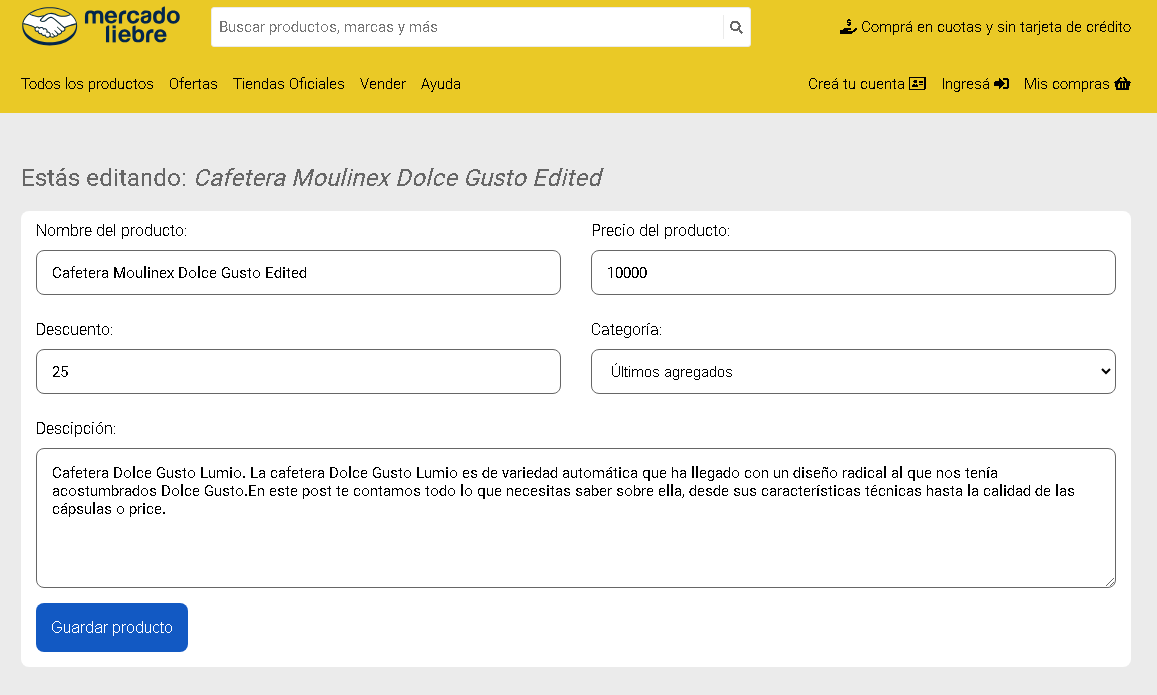 mercado
liebre
Buscar productos, marcas y más
Comprá en cuotas y sin tarjeta de crédito
Todos los productos Ofertas Tiendas Oficiales Vender Ayuda
Creá tu cuenta Ingresá Mis compras
Estás editando: Cafetera Moulinex Dolce Gusto Edited
Nombre del producto:
Cafetera Moulinex Dolce Gusto Edited
Precio del producto:
10000
Descuento:
25
Categoría:
Últimos agregados
Descipción:
Cafetera Dolce Gusto Lumio. La cafetera Dolce Gusto Lumio es de variedad automática que ha llegado con un diseño radical al que nos tenía
acostumbrados Dolce Gusto.En este post te contamos todo lo que necesitas saber sobre ella, desde sus características técnicas hasta la calidad de las
cápsulas o price.
Guardar producto